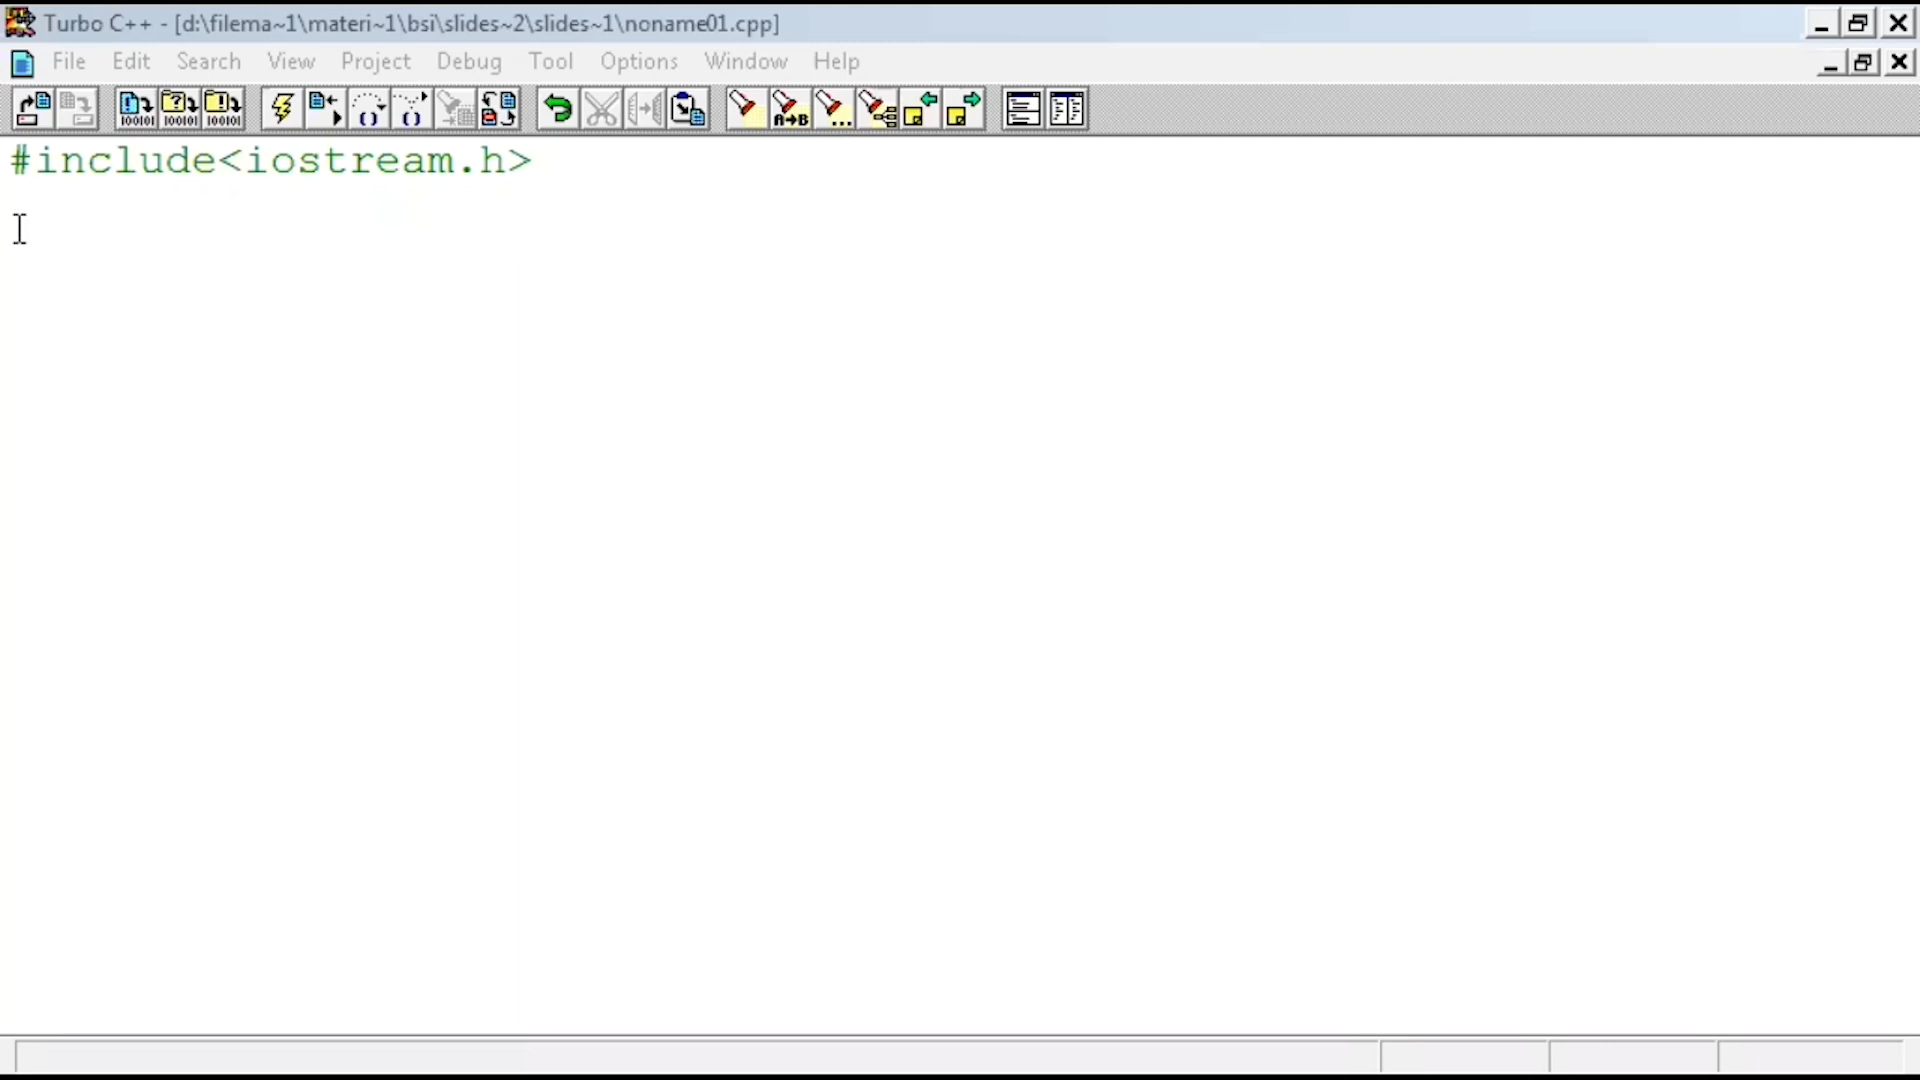 Turbo C++ - [d:\filema~1\materi~1\bsi\slides~2\slides~1\noname01.cpp]
File Edit Search View Project Debug Tool Options Window Help
#include<iostream.h>